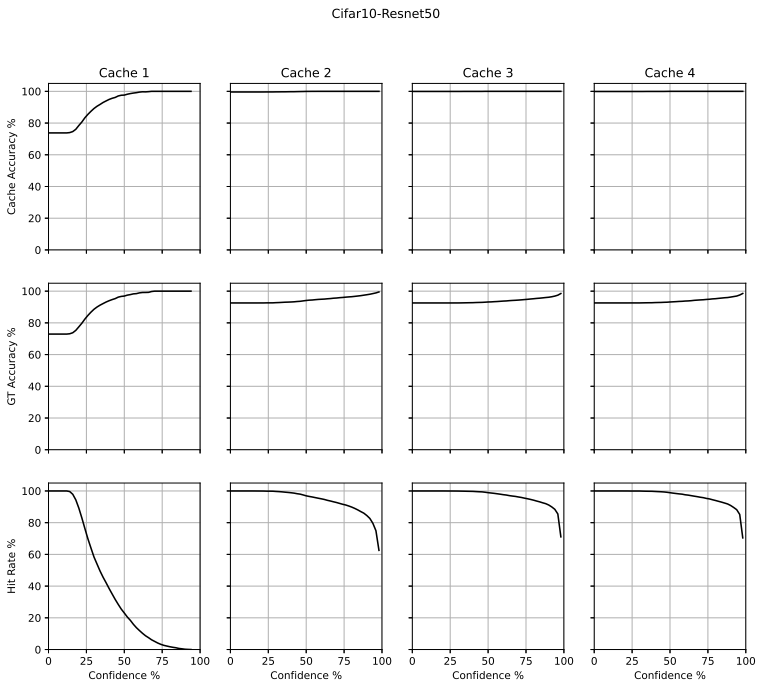 Cifar10-Resnet50
Cache 1 Cache 2 Cache 3 Cache 4
100
80
60
40
20
0
Cache Accuracy %
100
80
60
40
20
0
GT Accuracy %
100
80
60
40
20
0
Hit Rate %
0 25 50 75 100 0 25 50 75 100 0 25 50 75 100 0 25 50 75 100
Confidence % Confidence % Confidence % Confidence %